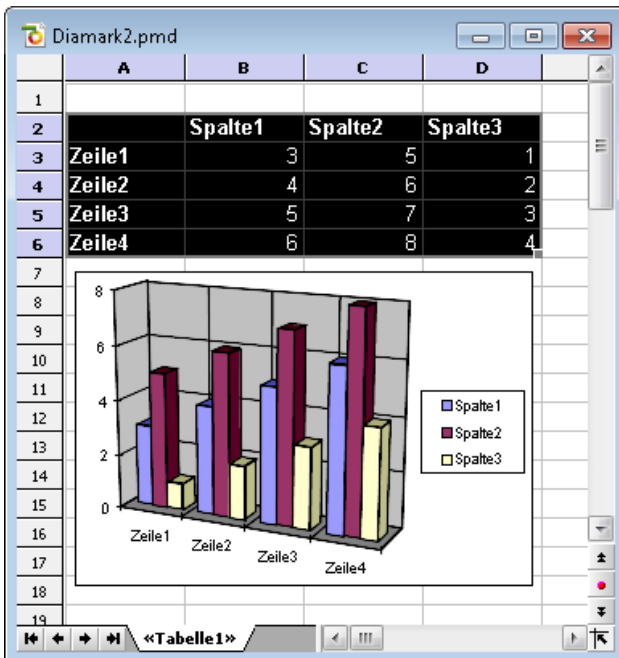 Diamark2.pmd
A B C D
1
2 Spalte1 Spalte2 Spalte3
3 Zeile1 3 5 1
4 Zeile2 4 6 2
5 Zeile3 5 7 3
6 Zeile4 6 8 4
7
8 8
9
10 6
11
12 4
13
14 2
15
16 0
17
18
19
Spalte1
Spalte2
Spalte3
Zeile1 Zeile2 Zeile3 Zeile4
«Tabelle1»